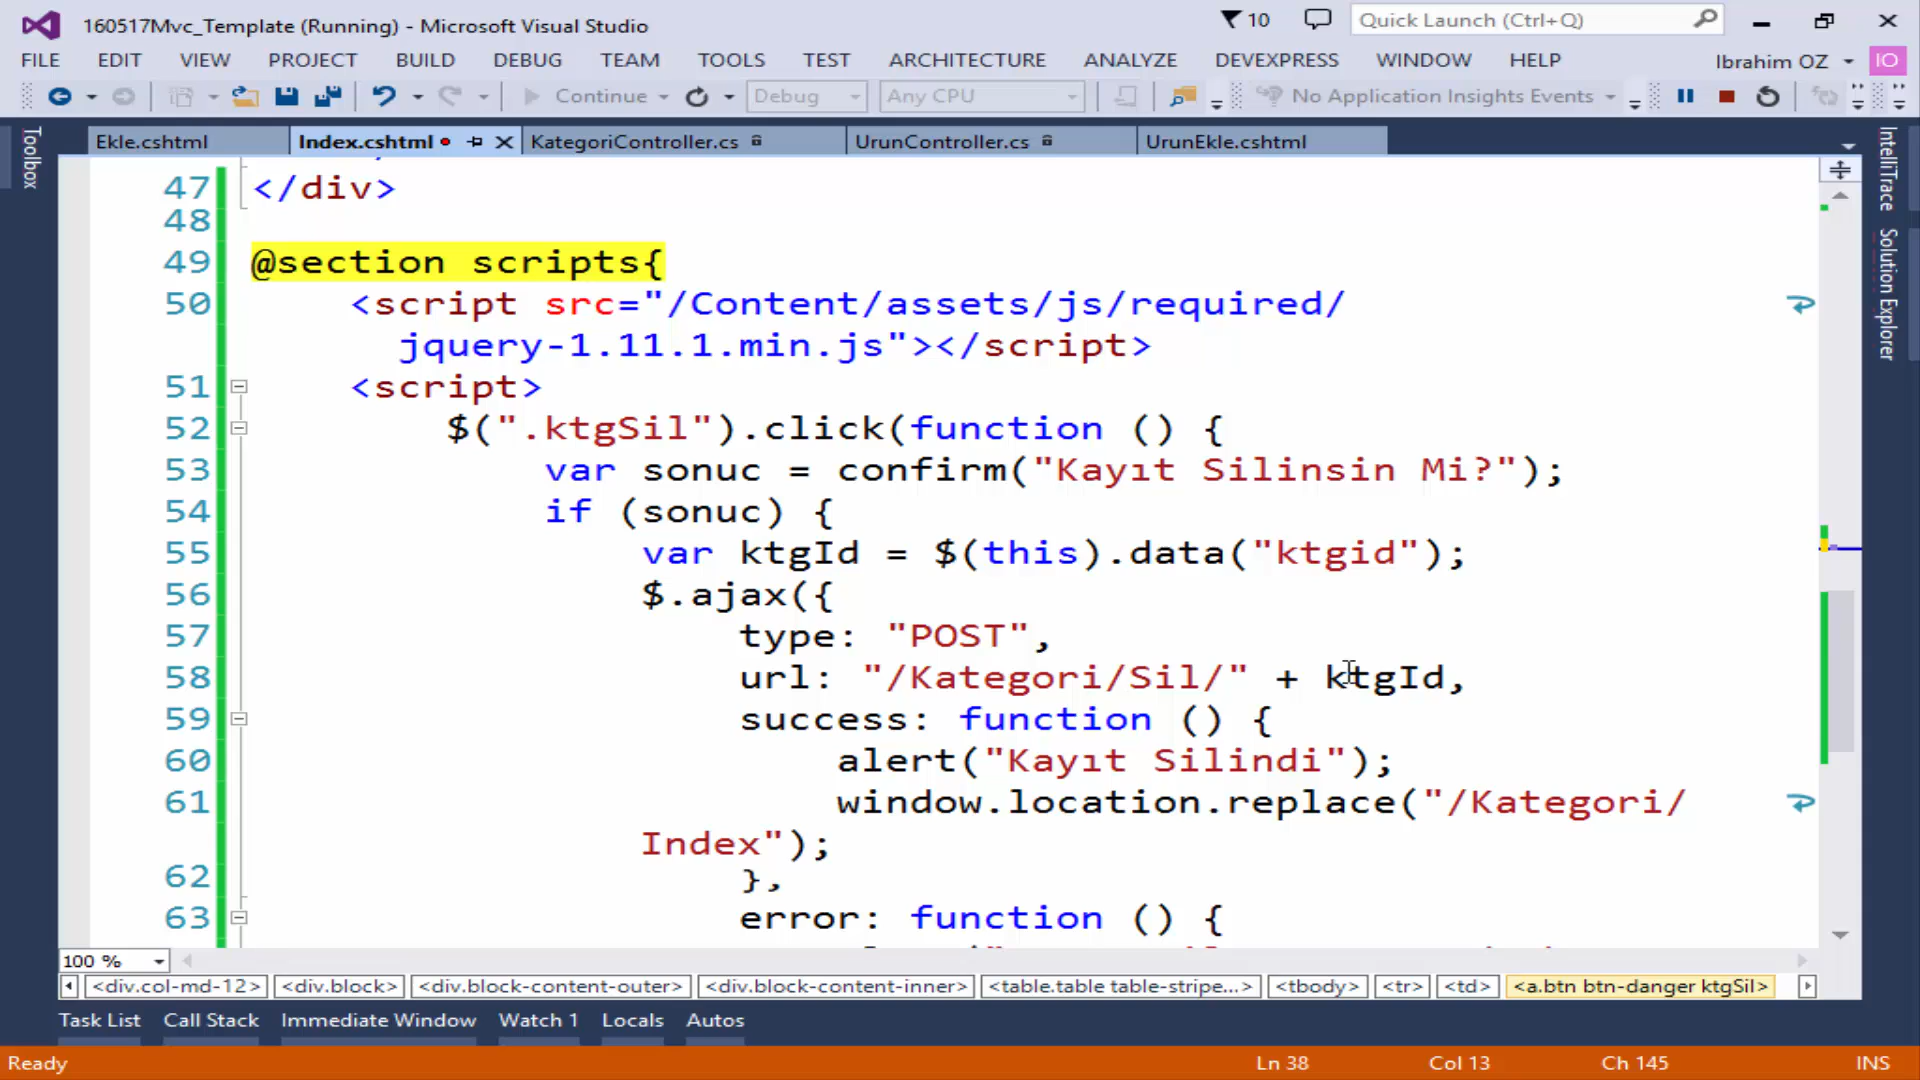 160517Mvc_Template (Running) - Microsoft Visual Studio
10
Quick Launch (Ctrl+Q)
FILE EDIT VIEW PROJECT BUILD DEBUG TEAM TOOLS TEST ARCHITECTURE ANALYZE DEVEXPRESS WINDOW HELP
Ibrahim OZ
IO
Continue
Debug
Any CPU
No Application Insights Events
Toolbox
Ekle.cshtml
Index.cshtml
KategoriController.cs
UrunController.cs
UrunEkle.cshtml
IntelliTrace
Solution Explorer
47 </div>
48
49 @section scripts{
50 <script src="/Content/assets/js/required/
jquery-1.11.1.min.js"></script>
51 <script>
52 $(".ktgSil").click(function () {
53 var sonuc = confirm("Kayıt Silinsin Mi?");
54 if (sonuc) {
55 var ktgId = $(this).data("ktgid");
56 $.ajax({
57 type: "POST",
58 url: "/Kategori/Sil/" + ktgId,
59 success: function () {
60 alert("Kayıt Silindi");
61 window.location.replace("/Kategori/
Index");
62 },
63 error: function () {
100 %
<div.col-md-12> <div.block> <div.block-content-outer> <div.block-content-inner> <table.table table-stripe...> <tbody> <tr> <td> <a.btn btn-danger ktgSil>
Task List Call Stack Immediate Window Watch 1 Locals Autos
Ready
Ln 38
Col 13
Ch 145
INS